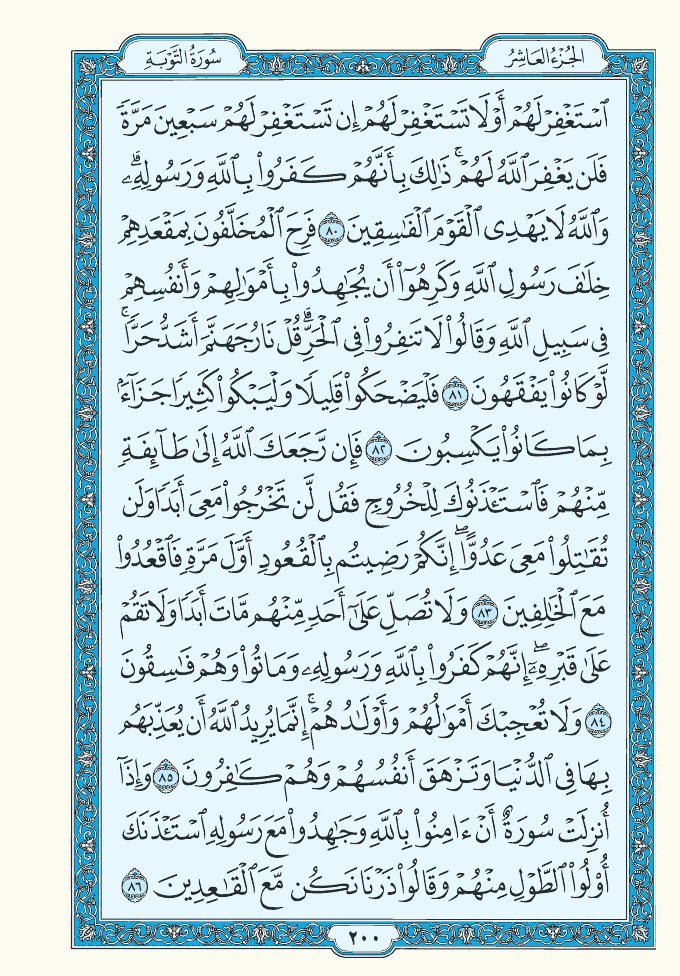 الجُزْءُ العَاشِرُ
سُورَةُ التَّوْبَةِ
ٱسْتَغْفِرْ لَهُمْ أَوْ لَا تَسْتَغْفِرْ لَهُمْ إِن تَسْتَغْفِرْ لَهُمْ سَبْعِينَ مَرَّةً
فَلَن يَغْفِرَ ٱللَّهُ لَهُمْۚ ذَٰلِكَ بِأَنَّهُمْ كَفَرُوا۟ بِٱللَّهِ وَرَسُولِهِۦۗ
وَٱللَّهُ لَا يَهْدِى ٱلْقَوْمَ ٱلْفَـٰسِقِينَ ٨٠ فَرِحَ ٱلْمُخَلَّفُونَ بِمَقْعَدِهِمْ
خِلَـٰفَ رَسُولِ ٱللَّهِ وَكَرِهُوٓا۟ أَن يُجَـٰهِدُوا۟ بِأَمْوَٰلِهِمْ وَأَنفُسِهِمْ
فِى سَبِيلِ ٱللَّهِ وَقَالُوا۟ لَا تَنفِرُوا۟ فِى ٱلْحَرِّۗ قُلْ نَارُ جَهَنَّمَ أَشَدُّ حَرًّاۚ
لَّوْ كَانُوا۟ يَفْقَهُونَ ٨١ فَلْيَضْحَكُوا۟ قَلِيلًا وَلْيَبْكُوا۟ كَثِيرًا جَزَآءًۢ
بِمَا كَانُوا۟ يَكْسِبُونَ ٨٢ فَإِن رَّجَعَكَ ٱللَّهُ إِلَىٰ طَآئِفَةٍ
مِّنْهُمْ فَٱسْتَـْٔذَنُوكَ لِلْخُرُوجِ فَقُل لَّن تَخْرُجُوا۟ مَعِىَ أَبَدًا وَلَن
تُقَـٰتِلُوا۟ مَعِىَ عَدُوًّاۖ إِنَّكُمْ رَضِيتُم بِٱلْقُعُودِ أَوَّلَ مَرَّةٍ فَٱقْعُدُوا۟
مَعَ ٱلْخَـٰلِفِينَ ٨٣ وَلَا تُصَلِّ عَلَىٰٓ أَحَدٍ مِّنْهُم مَّاتَ أَبَدًا وَلَا تَقُمْ
عَلَىٰ قَبْرِهِۦٓۖ إِنَّهُمْ كَفَرُوا۟ بِٱللَّهِ وَرَسُولِهِۦ وَمَاتُوا۟ وَهُمْ فَـٰسِقُونَ
٨٤ وَلَا تُعْجِبْكَ أَمْوَٰلُهُمْ وَأَوْلَـٰدُهُمْۚ إِنَّمَا يُرِيدُ ٱللَّهُ أَن يُعَذِّبَهُم
بِهَا فِى ٱلدُّنْيَا وَتَزْهَقَ أَنفُسُهُمْ وَهُمْ كَـٰفِرُونَ ٨٥ وَإِذَآ
أُنزِلَتْ سُورَةٌ أَنْ ءَامِنُوا۟ بِٱللَّهِ وَجَـٰهِدُوا۟ مَعَ رَسُولِهِ ٱسْتَـْٔذَنَكَ
أُو۟لُوا۟ ٱلطَّوْلِ مِنْهُمْ وَقَالُوا۟ ذَرْنَا نَكُن مَّعَ ٱلْقَـٰعِدِينَ ٨٦
٢٠٠